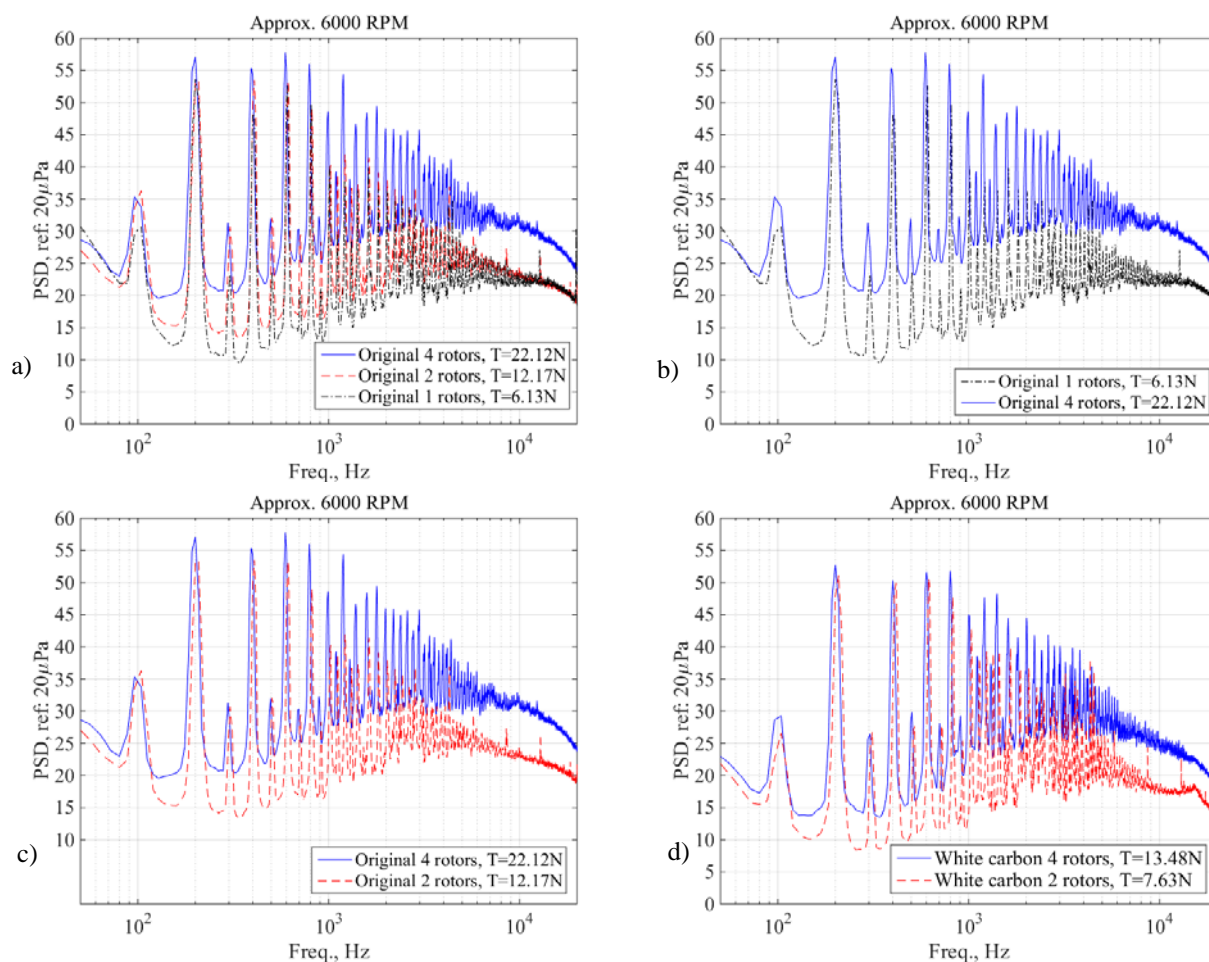 Approx. 6000 RPM
60
55
50
45
40
35
30
25
20
15
10
5
0
PSD, ref. 20μPa
10² 10³ 10⁴
Freq., Hz
Original 4 rotors, T=22.12N
Original 2 rotors, T=12.17N
Original 1 rotors, T=6.13N
a)
Approx. 6000 RPM
60
55
50
45
40
35
30
25
20
15
10
5
0
PSD, ref. 20μPa
10² 10³ 10⁴
Freq., Hz
Original 1 rotors, T=6.13N
Original 4 rotors, T=22.12N
b)
Approx. 6000 RPM
60
55
50
45
40
35
30
25
20
15
10
PSD, ref. 20μPa
10² 10³ 10⁴
Freq., Hz
Original 4 rotors, T=22.12N
Original 2 rotors, T=12.17N
c)
Approx. 6000 RPM
60
55
50
45
40
35
30
25
20
15
10
5
0
PSD, ref. 20μPa
10² 10³ 10⁴
Freq., Hz
White carbon 4 rotors, T=13.48N
White carbon 2 rotors, T=7.63N
d)